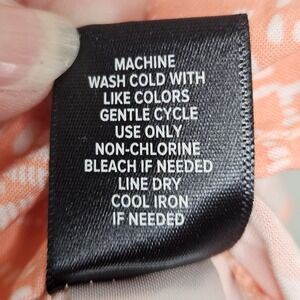 MACHINE
WASH COLD WITH
LIKE COLORS
GENTLE CYCLE
USE ONLY
NON-CHLORINE
BLEACH IF NEEDED
LINE DRY
COOL IRON
IF NEEDED